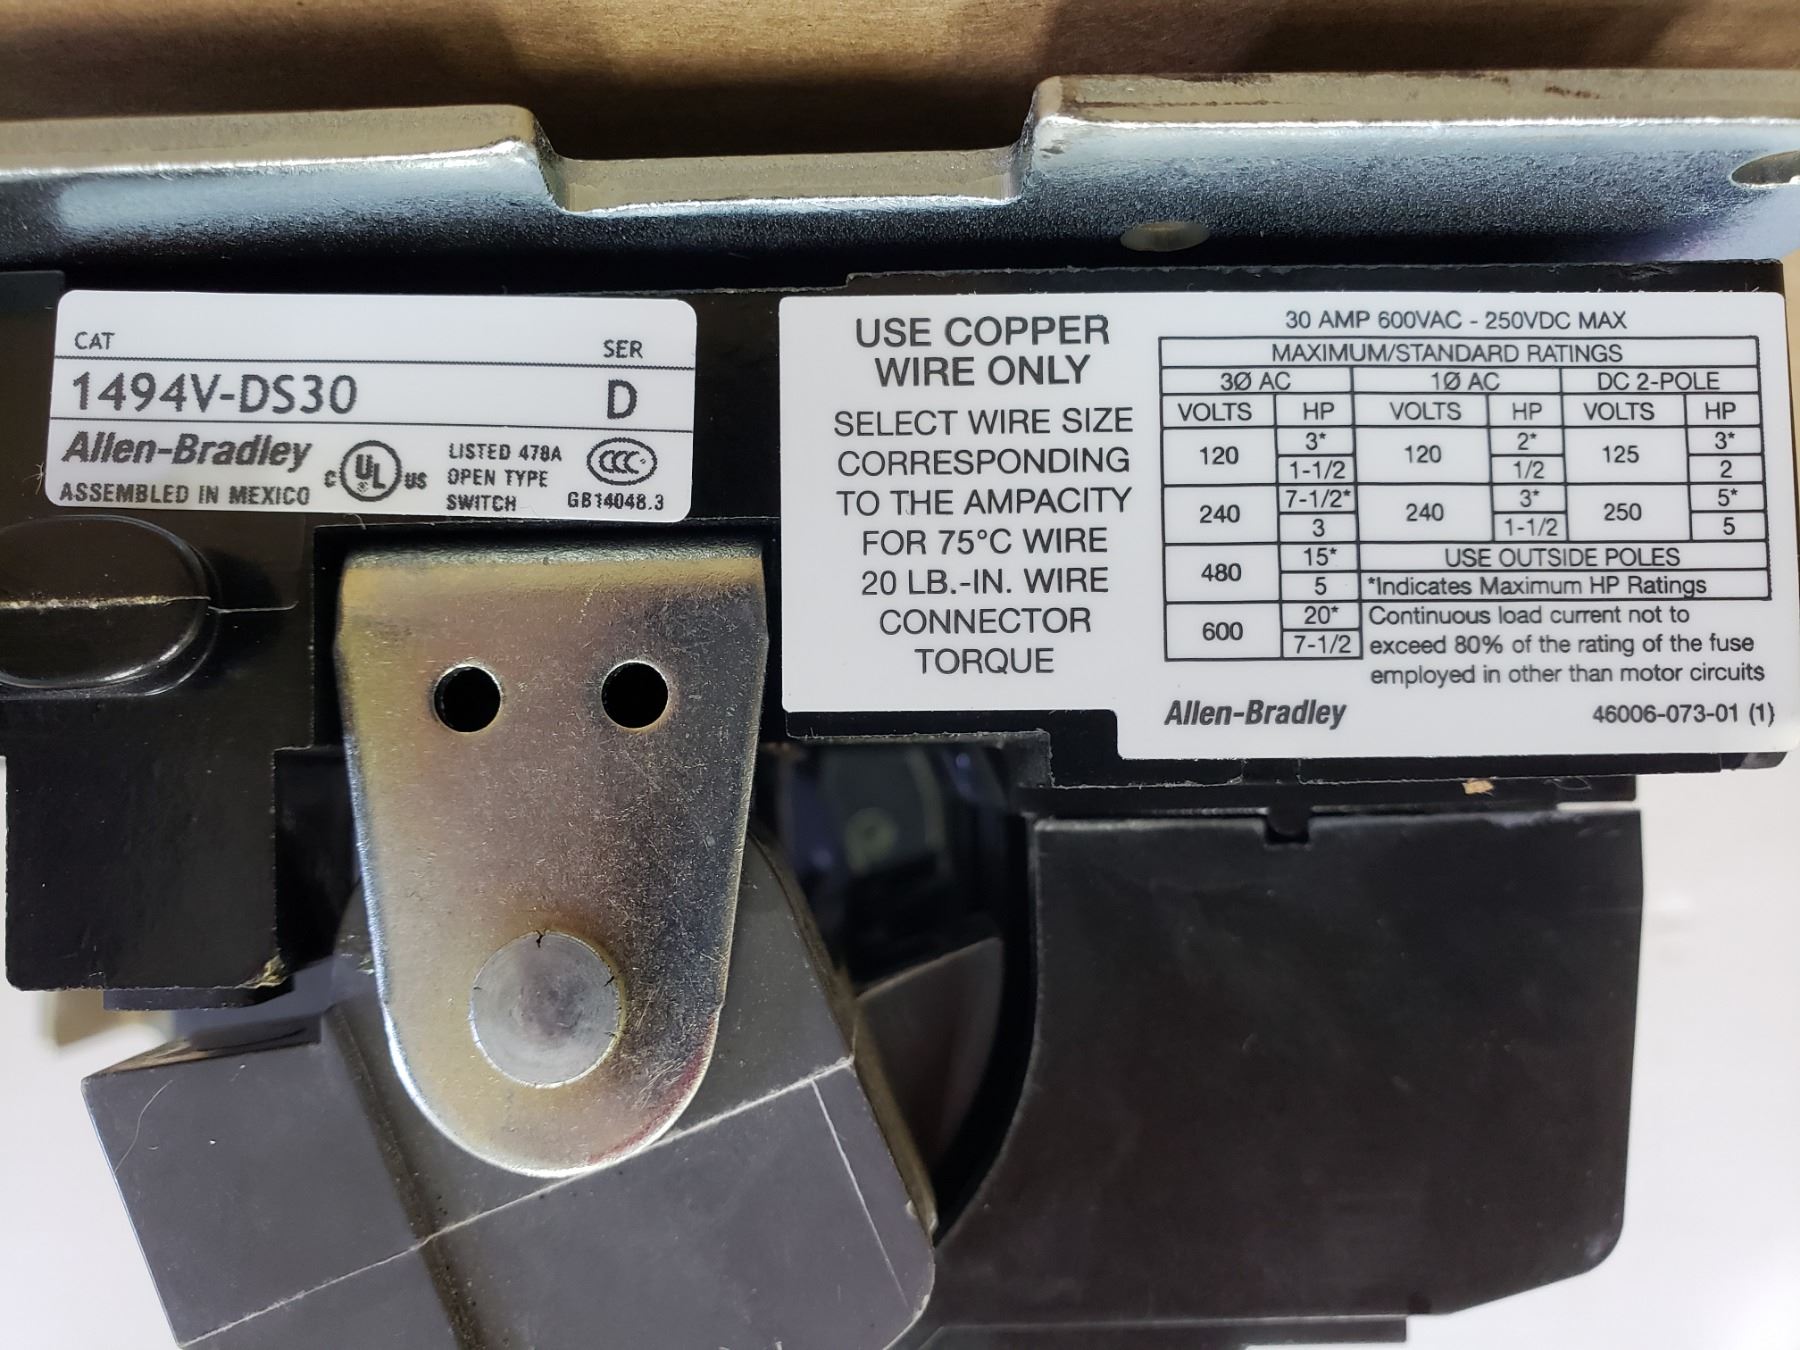 CAT SER
1494V-DS30 D
Allen-Bradley
ASSEMBLED IN MEXICO
c UL us
LISTED 478A
OPEN TYPE
SWITCH
CCC
GB14048.3
USE COPPER
WIRE ONLY
SELECT WIRE SIZE
CORRESPONDING
TO THE AMPACITY
FOR 75°C WIRE
20 LB.-IN. WIRE
CONNECTOR
TORQUE
30 AMP 600VAC - 250VDC MAX
MAXIMUM/STANDARD RATINGS
3Ø AC 1Ø AC DC 2-POLE
VOLTS HP VOLTS HP VOLTS HP
120 3* 120 2* 125 3*
1-1/2 1/2 2
240 7-1/2* 240 3* 250 5*
3 1-1/2 5
480 15* USE OUTSIDE POLES
5 *Indicates Maximum HP Ratings
600 20* Continuous load current not to
7-1/2 exceed 80% of the rating of the fuse
employed in other than motor circuits
Allen-Bradley 46006-073-01 (1)